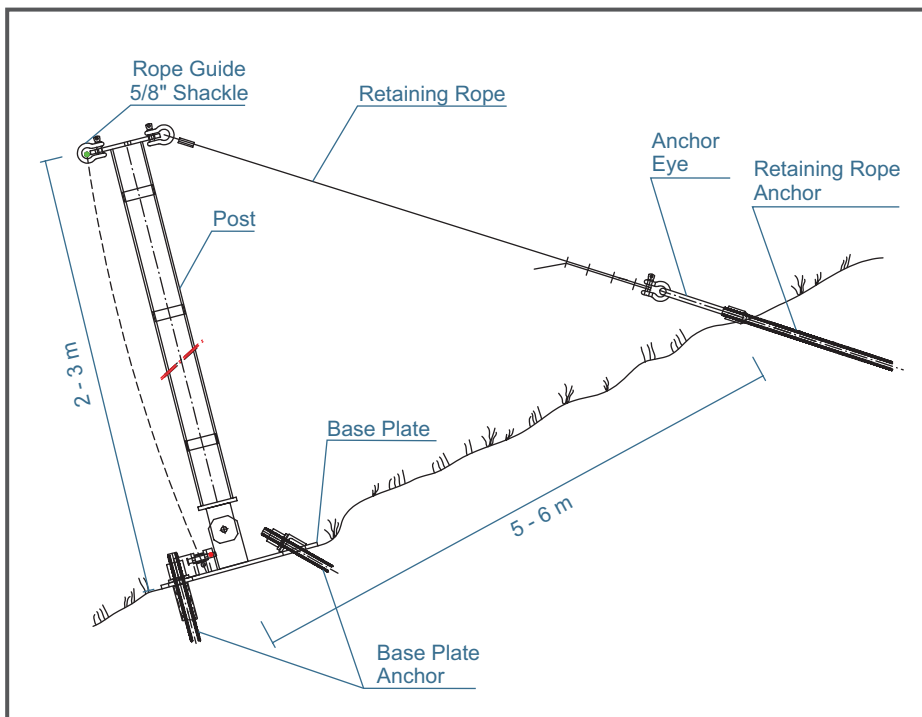 Rope Guide
5/8" Shackle
Retaining Rope
Anchor
Eye
Retaining Rope
Anchor
Post
2 - 3 m
Base Plate
5 - 6 m
Base Plate
Anchor